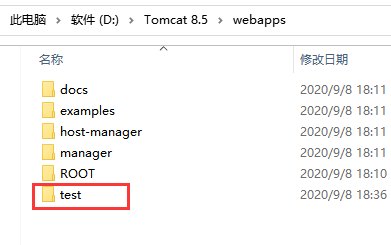 此电脑 › 软件 (D:) › Tomcat 8.5 › webapps
名称 修改日期
docs 2020/9/8 18:11
examples 2020/9/8 18:11
host-manager 2020/9/8 18:11
manager 2020/9/8 18:11
ROOT 2020/9/8 18:10
test 2020/9/8 18:36